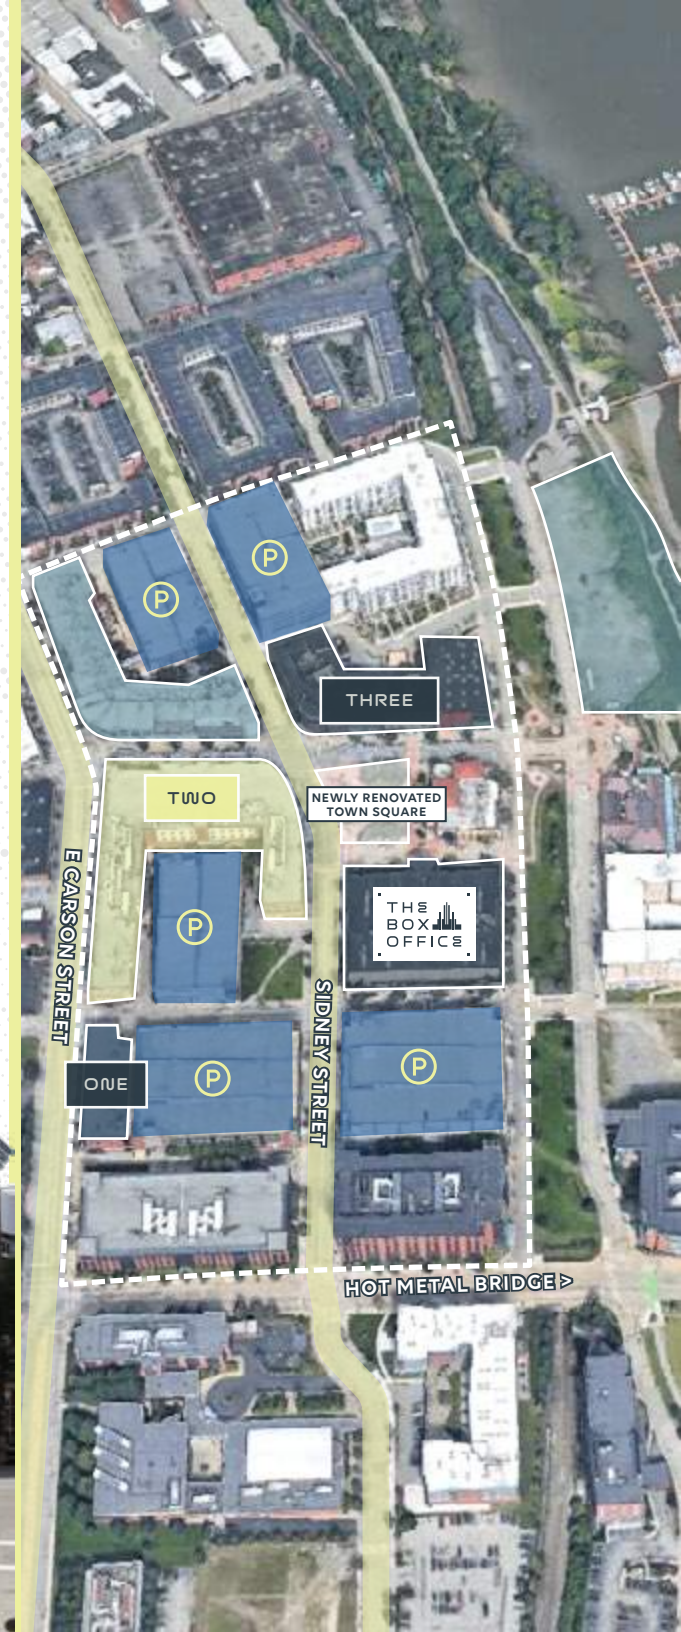 P
P
THREE
TWO
NEWLY RENOVATED
TOWN SQUARE
THE
BOX
OFFICE
P
E CARSON STREET
SIDNEY STREET
P
P
ONE
HOT METAL BRIDGE >